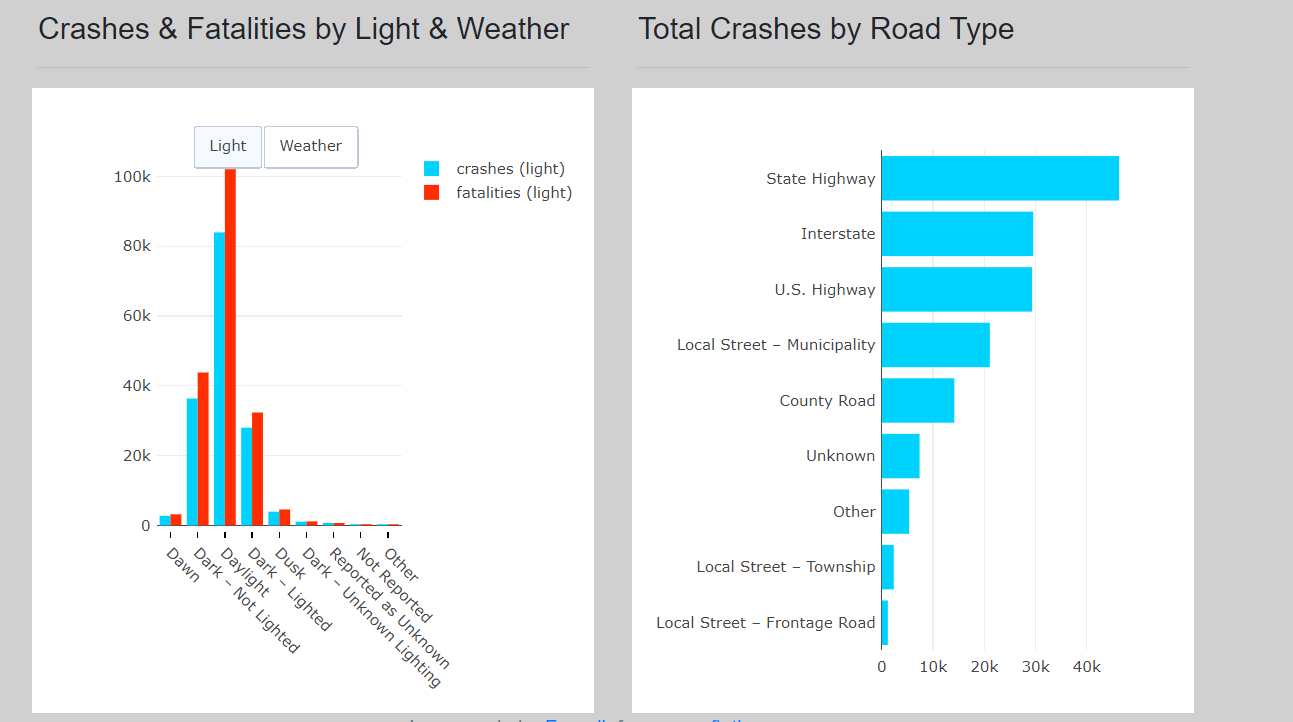 Crashes & Fatalities by Light & Weather
Light
Weather
crashes (light)
fatalities (light)
100k
80k
60k
40k
20k
0
Dawn
Dark – Not Lighted
Daylight
Dark – Lighted
Dusk
Dark – Unknown Lighting
Reported as Unknown
Not Reported
Other
Total Crashes by Road Type
State Highway
Interstate
U.S. Highway
Local Street – Municipality
County Road
Unknown
Other
Local Street – Township
Local Street – Frontage Road
0
10k
20k
30k
40k